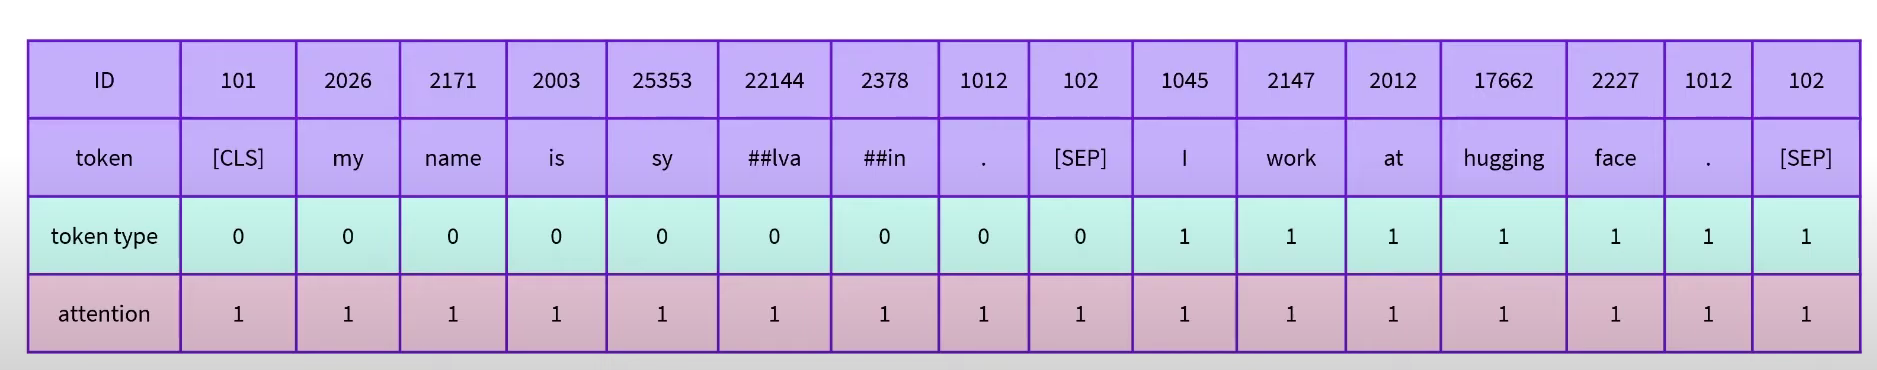 ID 101 2026 2171 2003 25353 22144 2378 1012 102 1045 2147 2012 17662 2227 1012 102
token [CLS] my name is sy ##lva ##in . [SEP] I work at hugging face . [SEP]
token type 0 0 0 0 0 0 0 0 0 1 1 1 1 1 1 1
attention 1 1 1 1 1 1 1 1 1 1 1 1 1 1 1 1